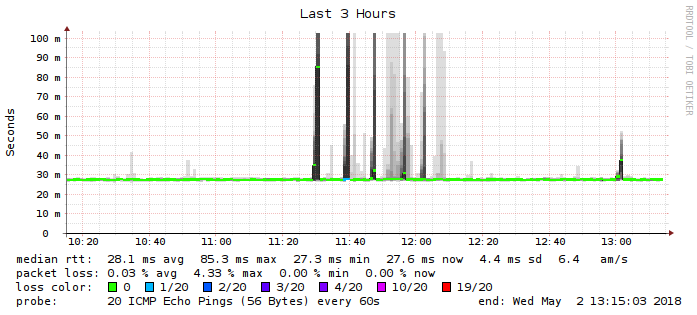 Last 3 Hours
RRDTOOL / TOBI OETIKER
Seconds
100 m
90 m
80 m
70 m
60 m
50 m
40 m
30 m
20 m
10 m
0
10:20 10:40 11:00 11:20 11:40 12:00 12:20 12:40 13:00
median rtt: 28.1 ms avg 85.3 ms max 27.3 ms min 27.6 ms now 4.4 ms sd 6.4 am/s
packet loss: 0.03 % avg 4.33 % max 0.00 % min 0.00 % now
loss color: 0 1/20 2/20 3/20 4/20 10/20 19/20
probe: 20 ICMP Echo Pings (56 Bytes) every 60s end: Wed May 2 13:15:03 2018